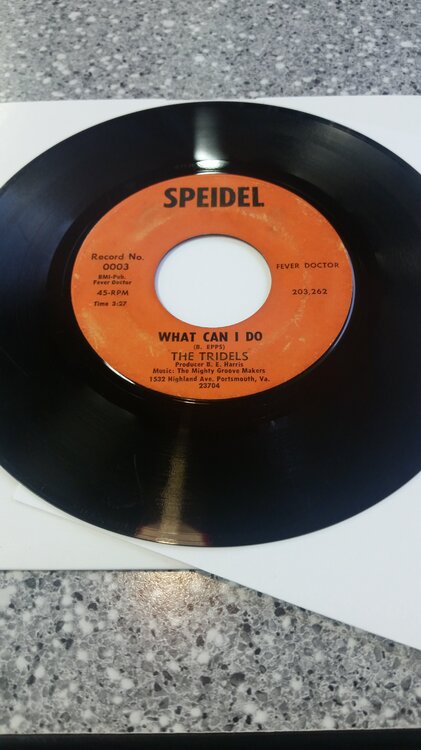 SPEIDEL
Record No.
0003
BMI-Pub.
Fever Doctor
45-RPM
Time 3:27
FEVER DOCTOR
203,262
WHAT CAN I DO
(B. EPPS)
THE TRIDELS
Producer B. E. Harris
Music: The Mighty Groove Makers
1532 Highland Ave. Portsmouth, Va.
23704